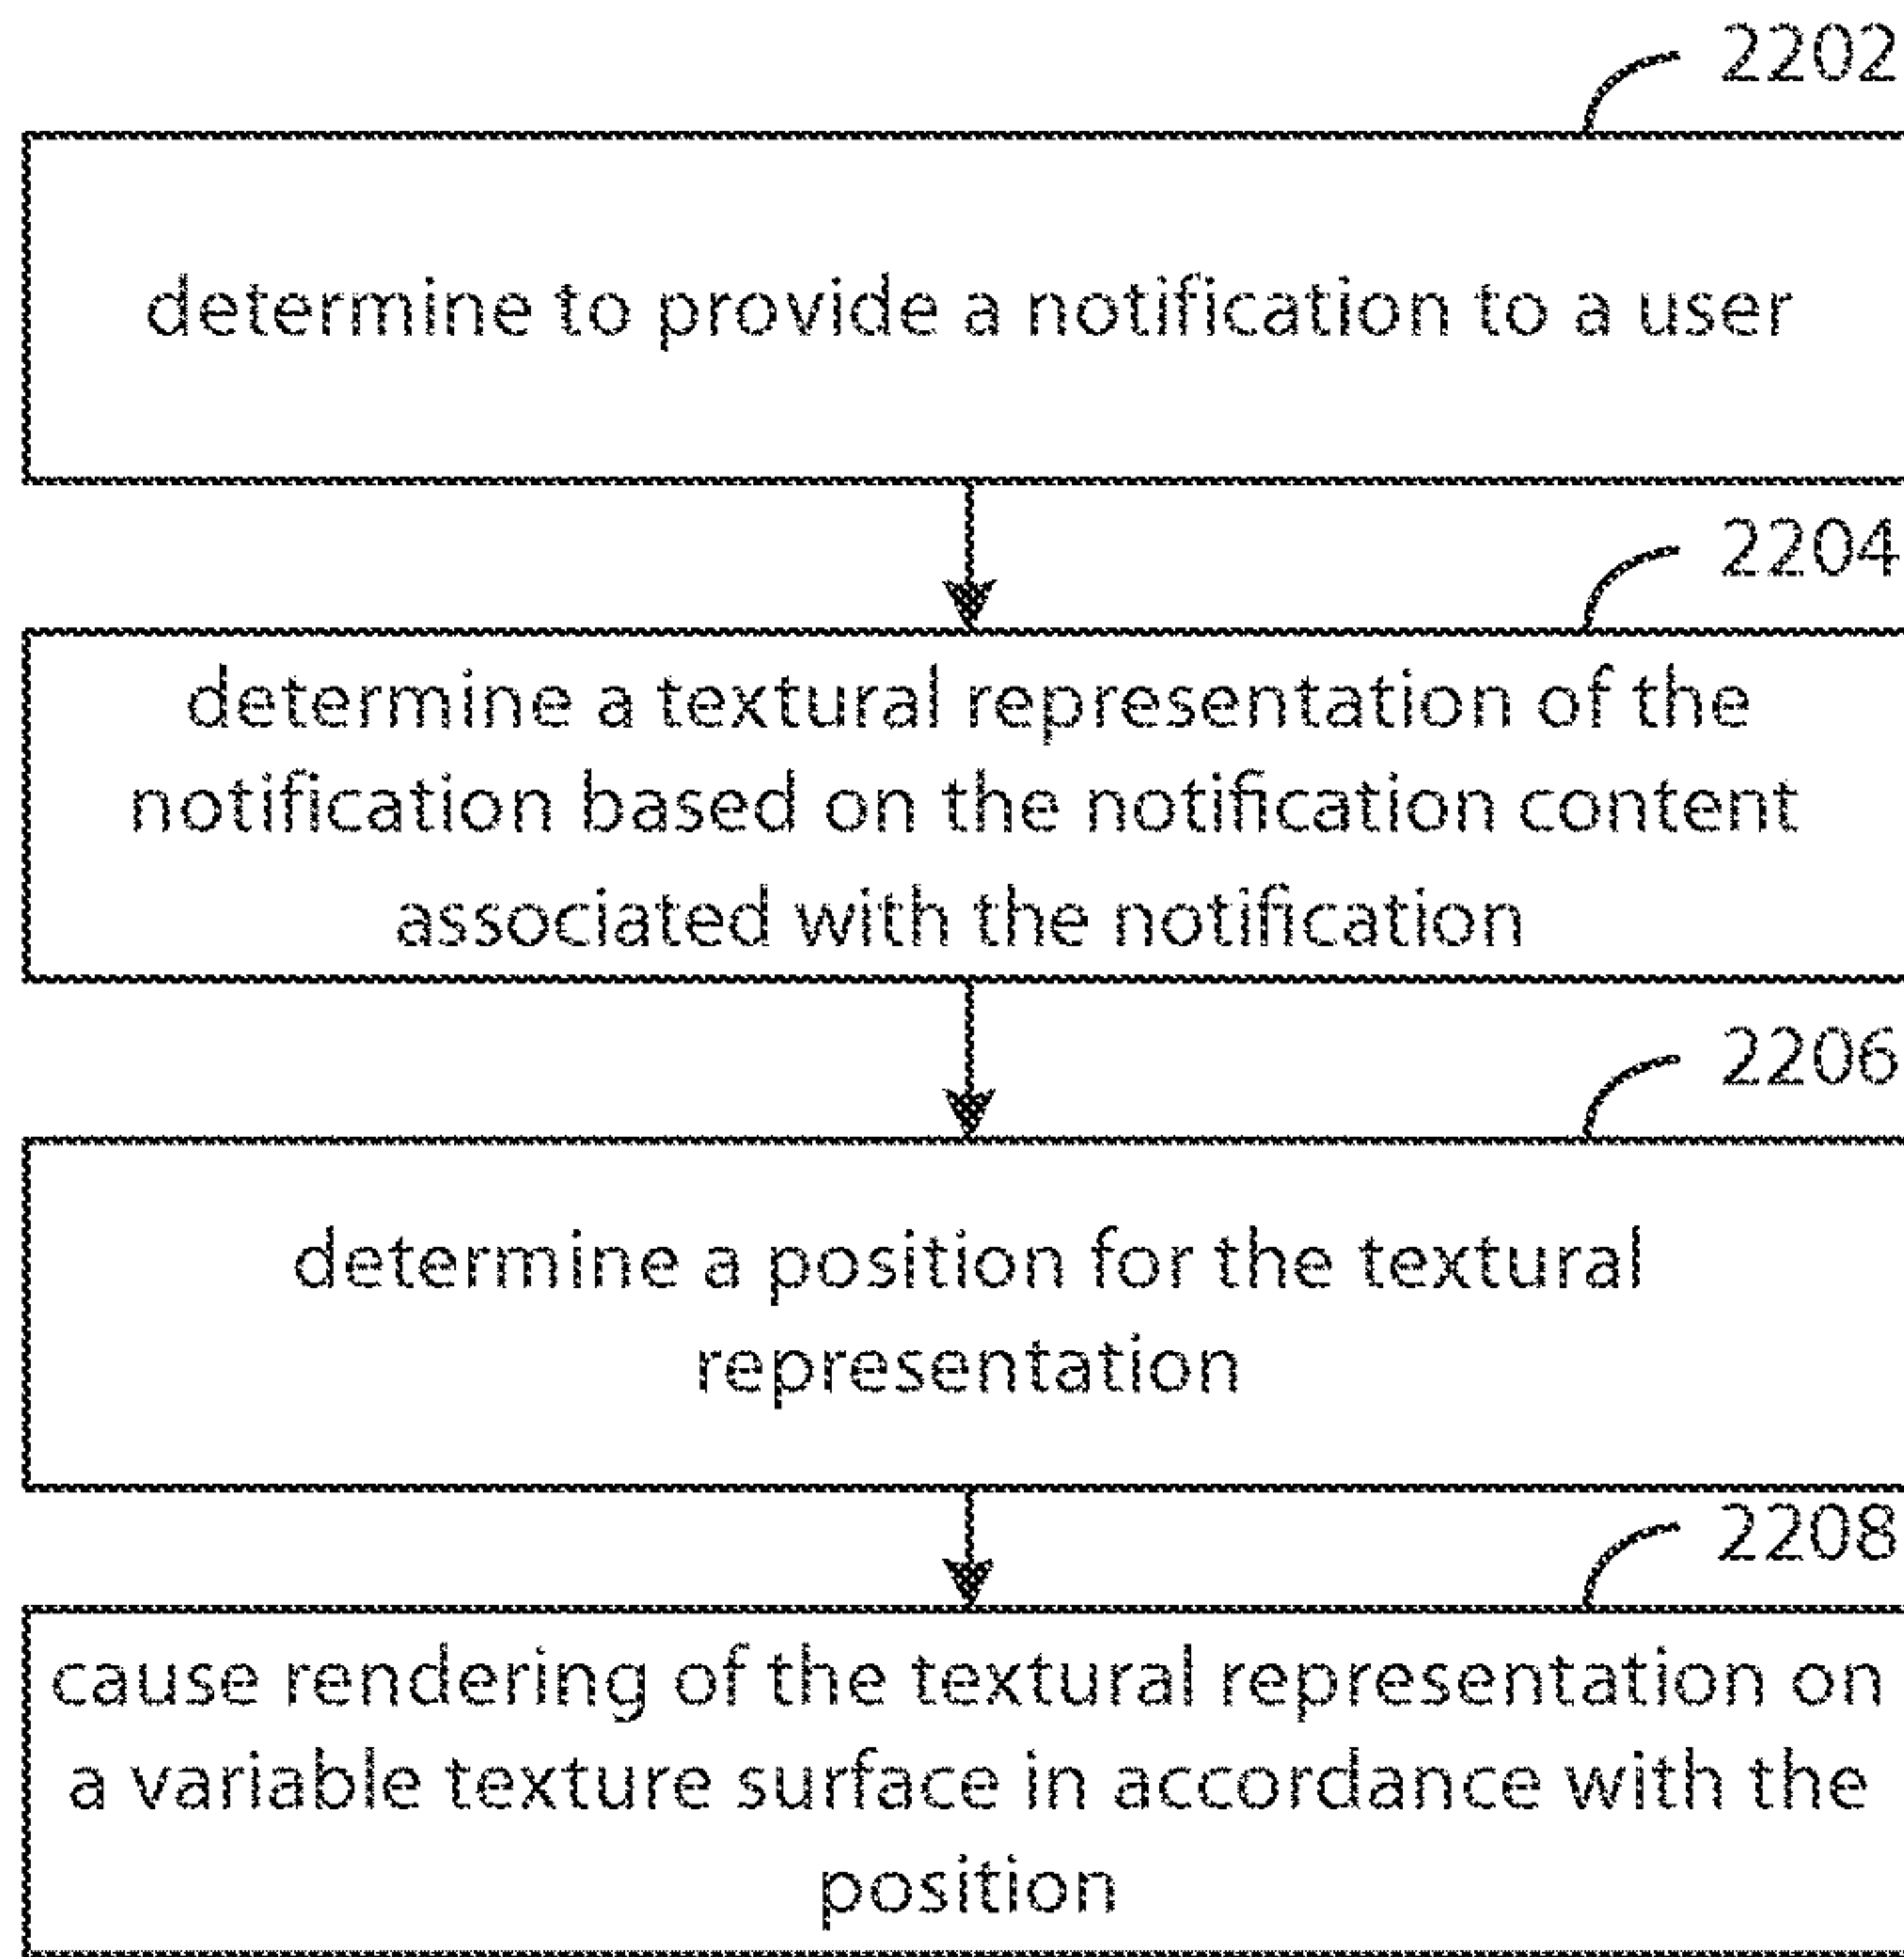 2202
determine to provide a notification to a user
2204
determine a textural representation of the
notification based on the notification content
associated with the notification
2206
determine a position for the textural
representation
2208
cause rendering of the textural representation on
a variable texture surface in accordance with the
position